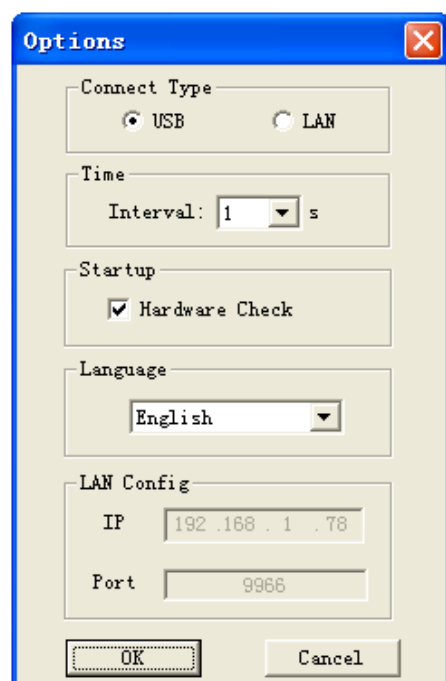 Options
Connect Type
USB LAN
Time
Interval: 1 s
Startup
Hardware Check
Language
English
LAN Config
IP 192 .168 . 1 .78
Port 9966
OK Cancel